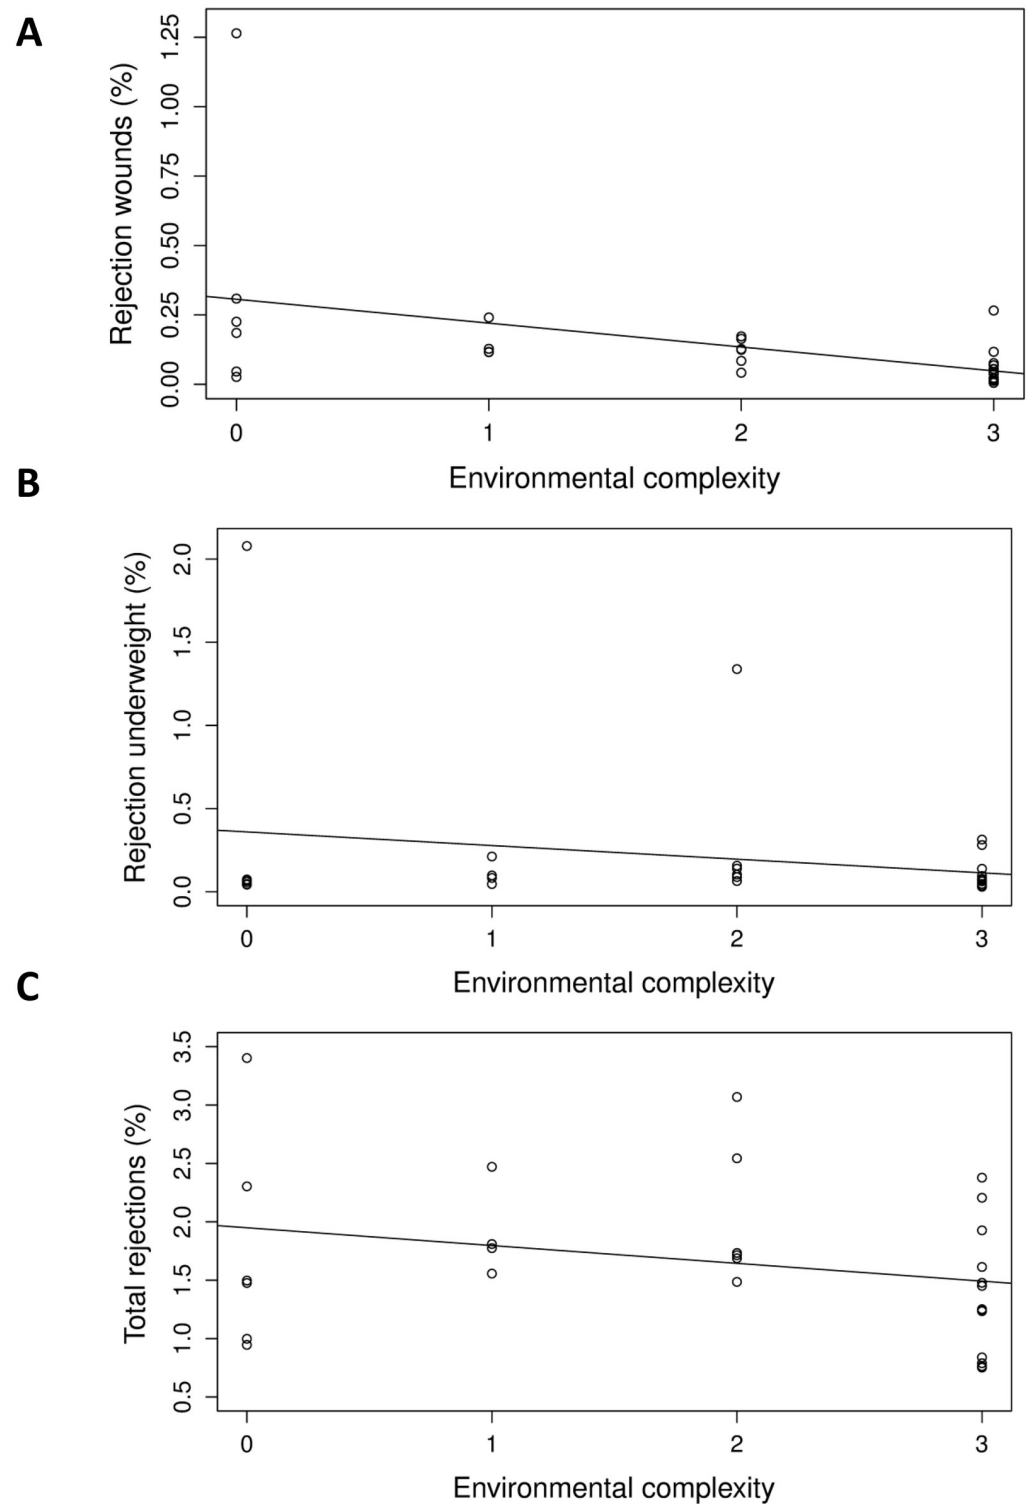 A
Rejection wounds (%)
1.25
1.00
0.75
0.50
0.25
0.00
0 1 2 3
Environmental complexity
B
Rejection underweight (%)
2.0
1.5
1.0
0.5
0.0
0 1 2 3
Environmental complexity
C
Total rejections (%)
3.5
3.0
2.5
2.0
1.5
1.0
0.5
0 1 2 3
Environmental complexity